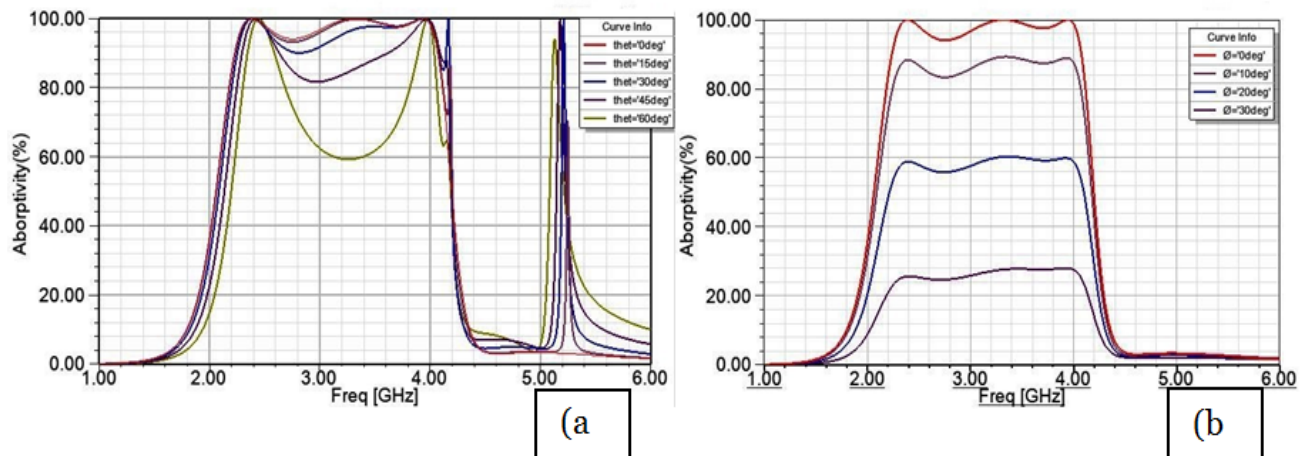 Aborptivity(%)
100.00
80.00
60.00
40.00
20.00
0.00
1.00 2.00 3.00 4.00 5.00 6.00
Freq [GHz]
Curve Info
thet='0deg'
thet='15deg'
thet='30deg'
thet='45deg'
thet='60deg'
(a
Aborptivity(%)
100.00
80.00
60.00
40.00
20.00
0.00
1.00 2.00 3.00 4.00 5.00 6.00
Freq [GHz]
Curve Info
Ø='0deg'
Ø='10deg'
Ø='20deg'
Ø='30deg'
(b